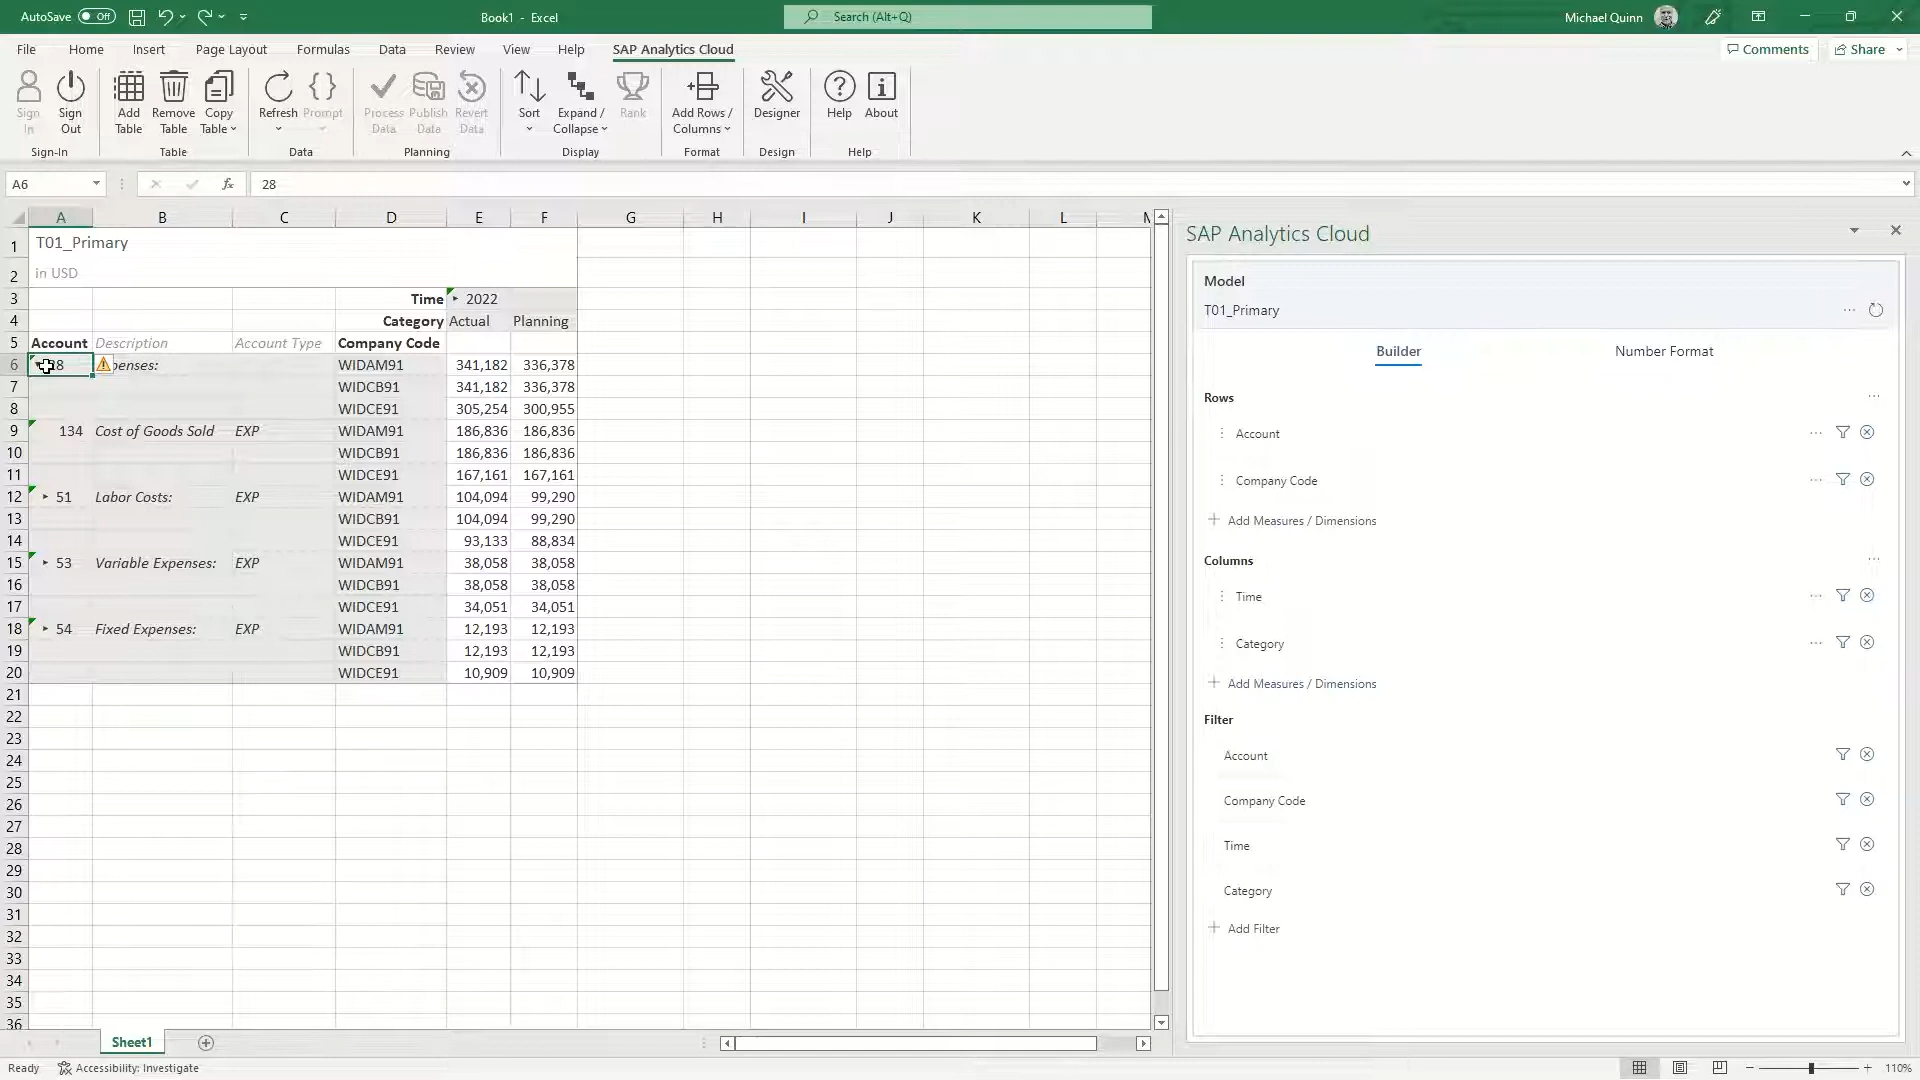 AutoSave Off Book1 - Excel Search (Alt+Q) Michael Quinn
File Home Insert Page Layout Formulas Data Review View Help SAP Analytics Cloud Comments Share
Sign In Sign Out Add Table Remove Table Copy Table Refresh Prompt Process Data Publish Data Revert Data Sort Expand / Collapse Rank Add Rows / Columns Designer Help About
Sign-In Table Data Planning Display Format Design Help
A6 fx 28
A B C D E F G H I J K L
1 T01_Primary
2 in USD
3 Time 2022
4 Category Actual Planning
5 Account Description Account Type Company Code
6 penses: WIDAM91 341,182 336,378
7 WIDCB91 341,182 336,378
8 WIDCE91 305,254 300,955
9 134 Cost of Goods Sold EXP WIDAM91 186,836 186,836
10 WIDCB91 186,836 186,836
11 WIDCE91 167,161 167,161
12 51 Labor Costs: EXP WIDAM91 104,094 99,290
13 WIDCB91 104,094 99,290
14 WIDCE91 93,133 88,834
15 53 Variable Expenses: EXP WIDAM91 38,058 38,058
16 WIDCB91 38,058 38,058
17 WIDCE91 34,051 34,051
18 54 Fixed Expenses: EXP WIDAM91 12,193 12,193
19 WIDCB91 12,193 12,193
20 WIDCE91 10,909 10,909
21
22
23
24
25
26
27
28
29
30
31
32
33
34
35
36
Sheet1
Ready Accessibility: Investigate 110%
SAP Analytics Cloud
Model
T01_Primary
Builder Number Format
Rows
Account
Company Code
Add Measures / Dimensions
Columns
Time
Category
Add Measures / Dimensions
Filter
Account
Company Code
Time
Category
Add Filter